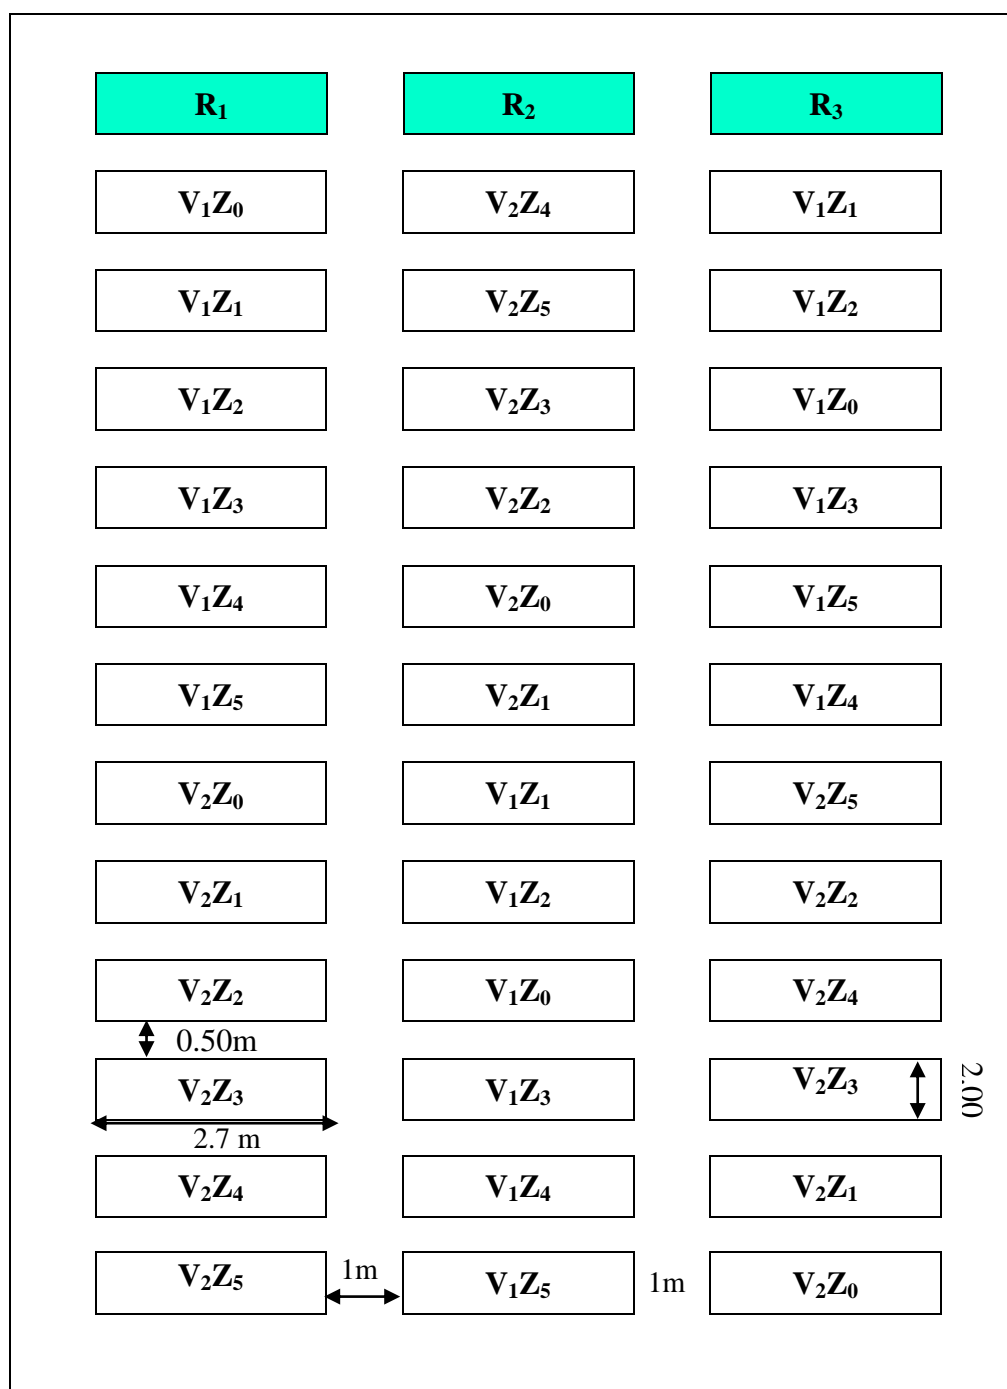 R₁ R₂ R₃
V₁Z₀ V₂Z₄ V₁Z₁
V₁Z₁ V₂Z₅ V₁Z₂
V₁Z₂ V₂Z₃ V₁Z₀
V₁Z₃ V₂Z₂ V₁Z₃
V₁Z₄ V₂Z₀ V₁Z₅
V₁Z₅ V₂Z₁ V₁Z₄
V₂Z₀ V₁Z₁ V₂Z₅
V₂Z₁ V₁Z₂ V₂Z₂
V₂Z₂ V₁Z₀ V₂Z₄
0.50m
V₂Z₃ V₁Z₃ V₂Z₃ 2.00
2.7 m
V₂Z₄ V₁Z₄ V₂Z₁
V₂Z₅ 1m V₁Z₅ 1m V₂Z₀